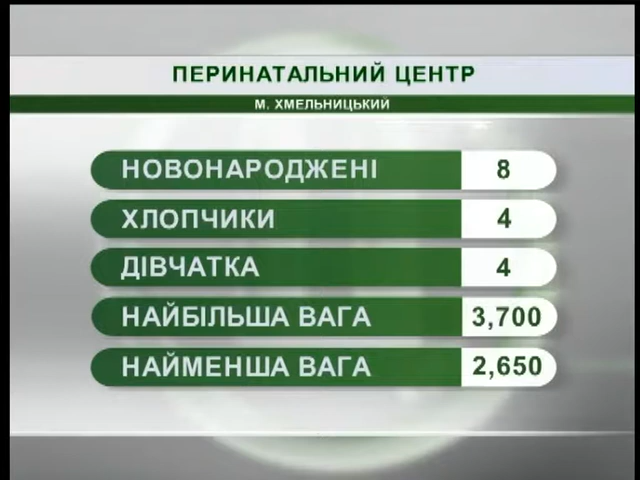 ПЕРИНАТАЛЬНИЙ ЦЕНТР
М. ХМЕЛЬНИЦЬКИЙ
НОВОНАРОДЖЕНІ 8
ХЛОПЧИКИ 4
ДІВЧАТКА 4
НАЙБІЛЬША ВАГА 3,700
НАЙМЕНША ВАГА 2,650